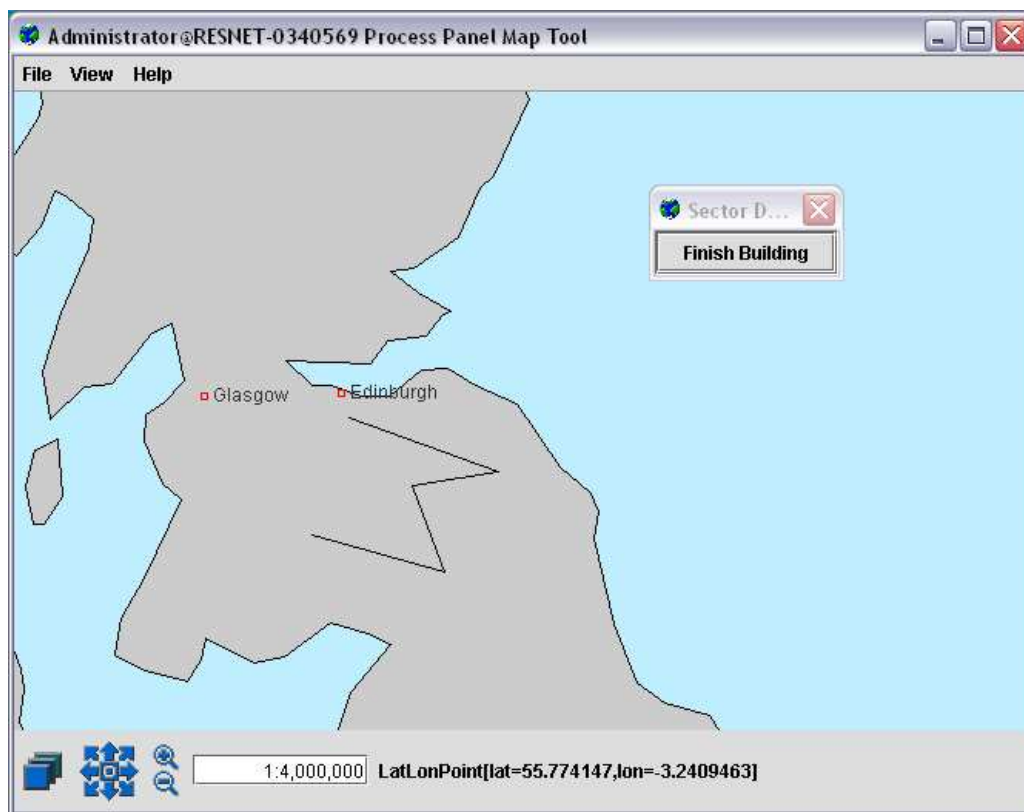 Administrator@RESNET-0340569 Process Panel Map Tool
File View Help
Sector D...
Finish Building
Glasgow
Edinburgh
1:4,000,000
LatLonPoint[lat=55.774147,lon=-3.2409463]